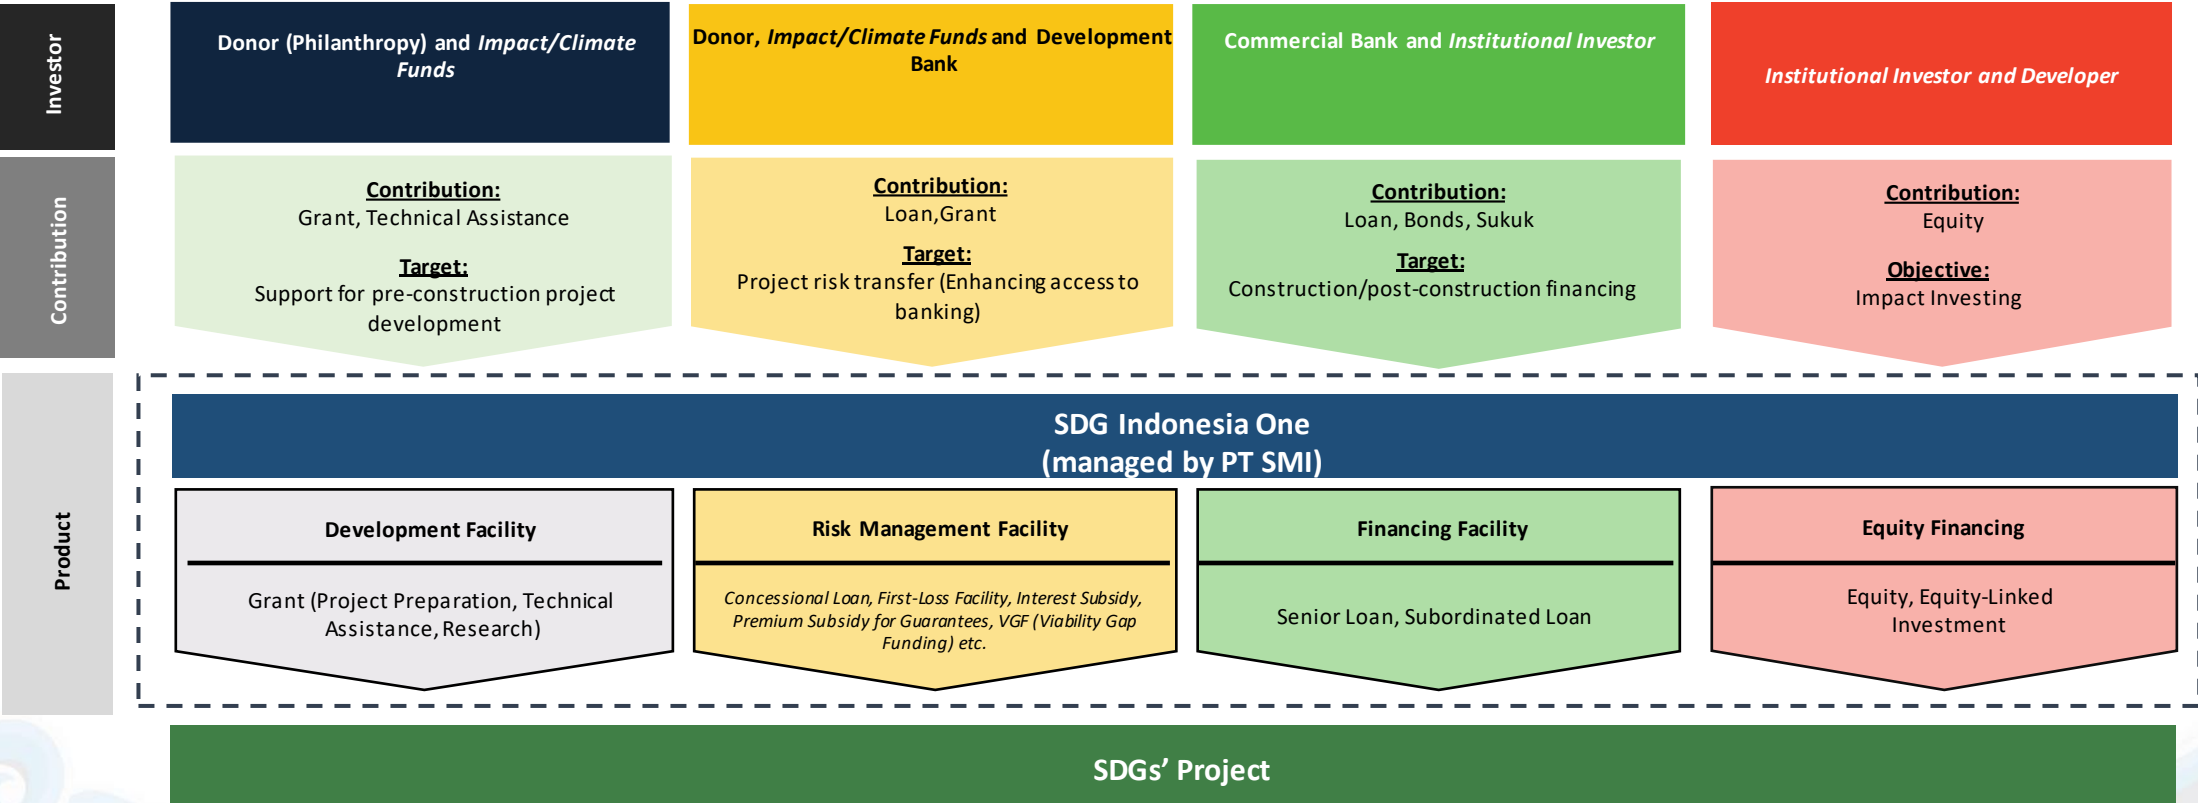 Investor
Donor (Philanthropy) and Impact/Climate
Funds
Donor, Impact/Climate Funds and Development
Bank
Commercial Bank and Institutional Investor
Institutional Investor and Developer
Contribution
Contribution:
Grant, Technical Assistance
Target:
Support for pre-construction project
development
Contribution:
Loan,Grant
Target:
Project risk transfer (Enhancing access to
banking)
Contribution:
Loan, Bonds, Sukuk
Target:
Construction/post-construction financing
Contribution:
Equity
Objective:
Impact Investing
Product
SDG Indonesia One
(managed by PT SMI)
Development Facility
Grant (Project Preparation, Technical
Assistance, Research)
Risk Management Facility
Concessional Loan, First-Loss Facility, Interest Subsidy,
Premium Subsidy for Guarantees, VGF (Viability Gap
Funding) etc.
Financing Facility
Senior Loan, Subordinated Loan
Equity Financing
Equity, Equity-Linked
Investment
SDGs’ Project